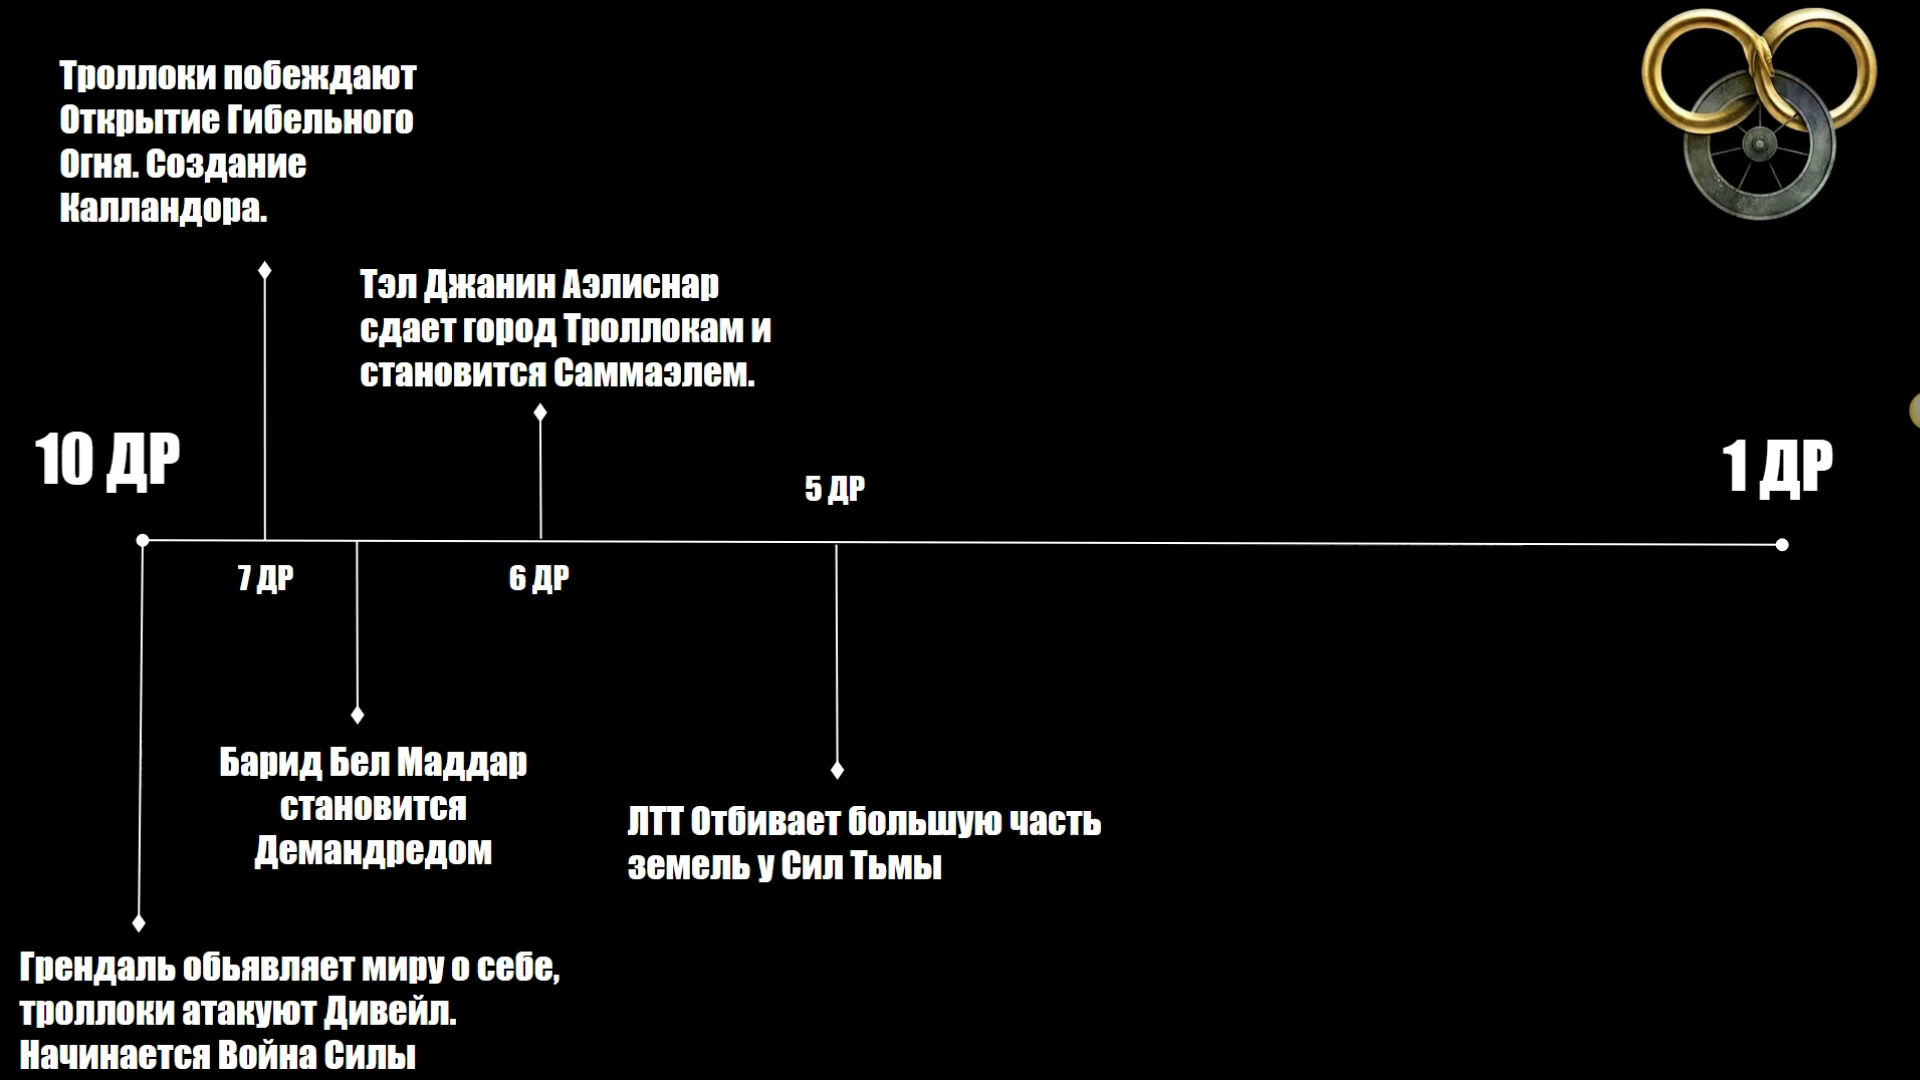 Троллоки побеждают
Открытие Гибельного
Огня. Создание
Калландора.
Тэл Джанин Аэлиснар
сдает город Троллокам и
становится Саммаэлем.
10 ДР
5 ДР
1 ДР
7 ДР
6 ДР
Барид Бел Маддар
становится
Демандредом
ЛТТ Отбивает большую часть
земель у Сил Тьмы
Грендаль обьявляет миру о себе,
троллоки атакуют Дивейл.
Начинается Война Силы